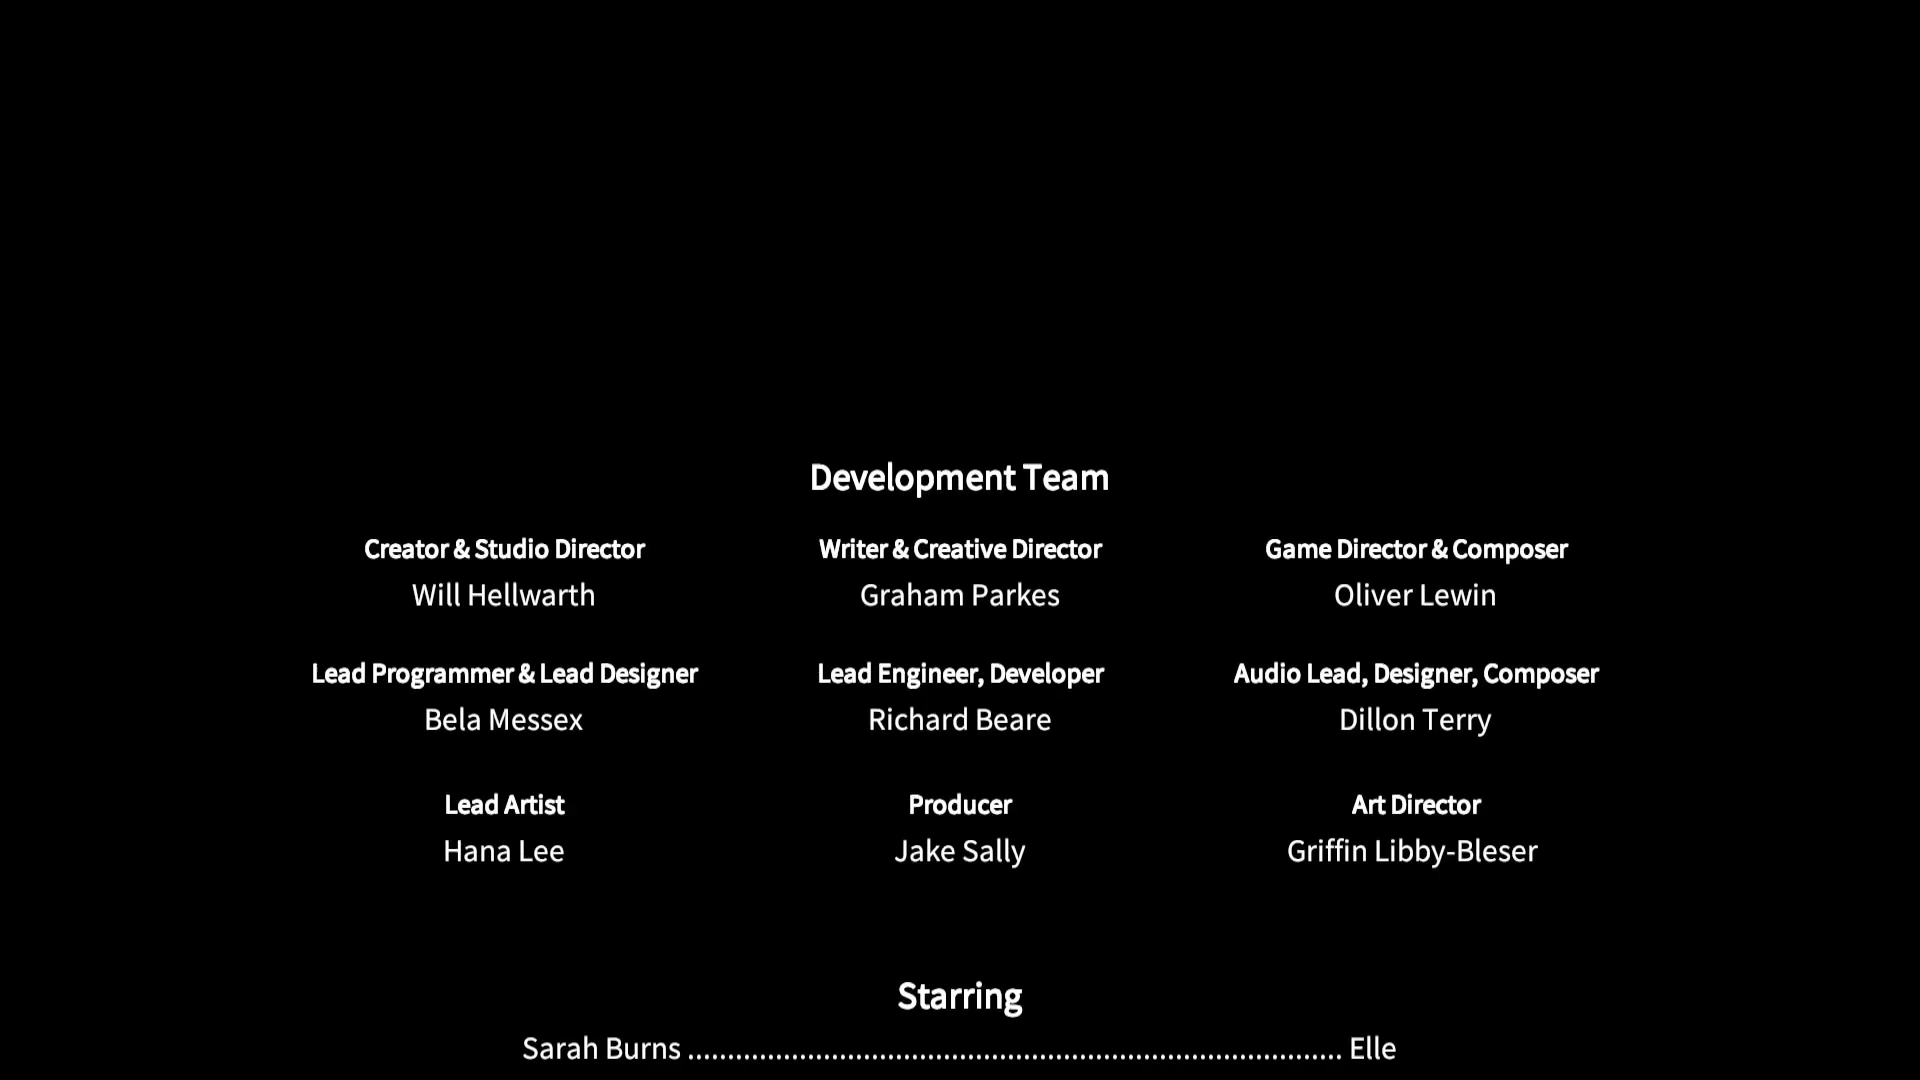 Development Team
Creator & Studio Director
Will Hellwarth
Writer & Creative Director
Graham Parkes
Game Director & Composer
Oliver Lewin
Lead Programmer & Lead Designer
Bela Messex
Lead Engineer, Developer
Richard Beare
Audio Lead, Designer, Composer
Dillon Terry
Lead Artist
Hana Lee
Producer
Jake Sally
Art Director
Griffin Libby-Bleser
Starring
Sarah Burns .................................................................................. Elle